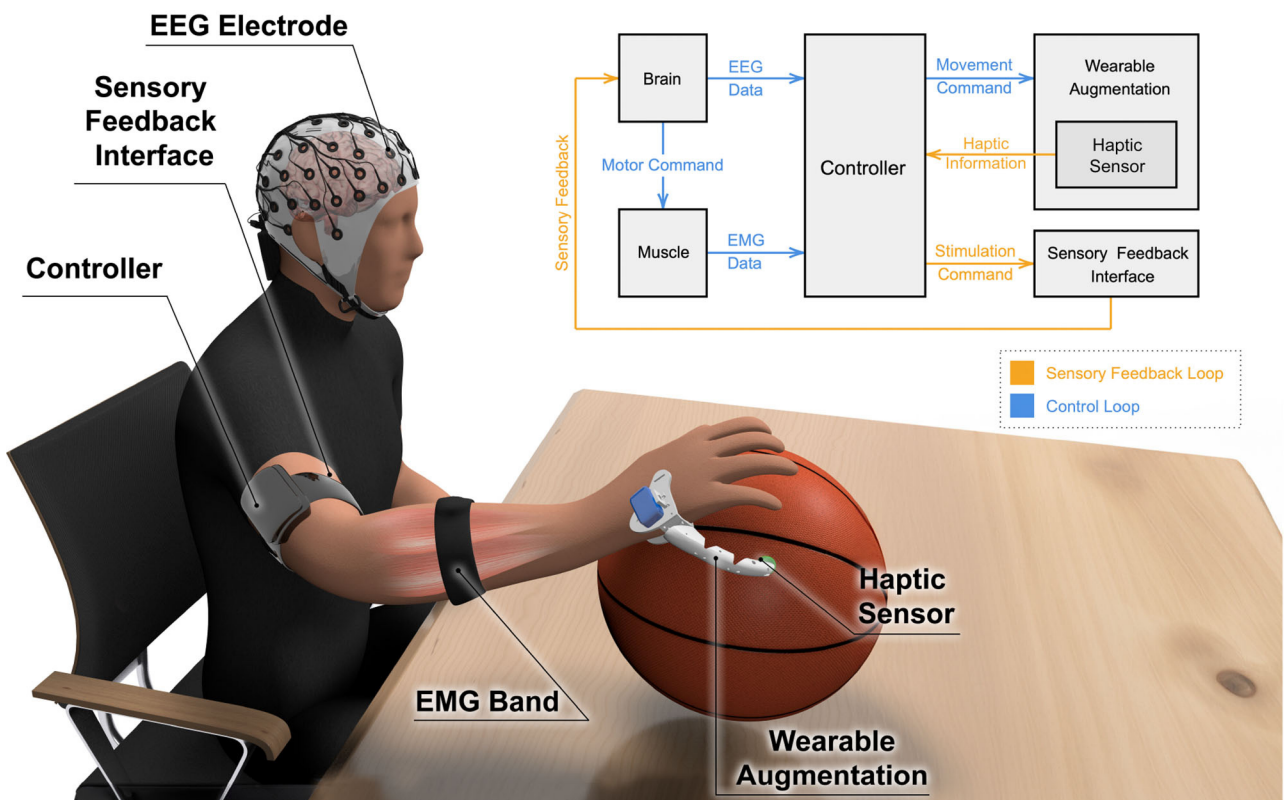 EEG Electrode
Sensory
Feedback
Interface
Controller
EMG Band
Haptic
Sensor
Wearable
Augmentation
Brain
EEG
Data
Motor Command
Muscle
EMG
Data
Sensory Feedback
Controller
Movement
Command
Haptic
Information
Stimulation
Command
Wearable
Augmentation
Haptic
Sensor
Sensory Feedback
Interface
Sensory Feedback Loop
Control Loop